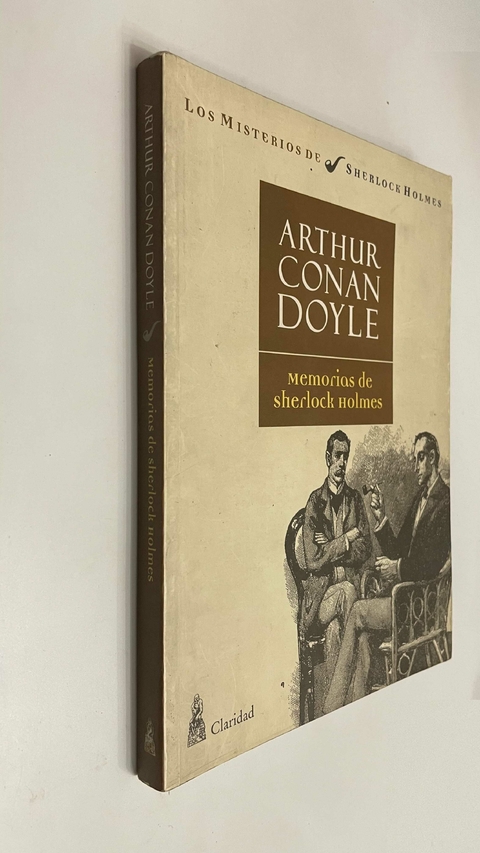 Los Misterios de Sherlock Holmes
ARTHUR
CONAN
DOYLE
Memorias de
Sherlock Holmes
Claridad
ARTHUR CONAN DOYLE Memorias de Sherlock Holmes